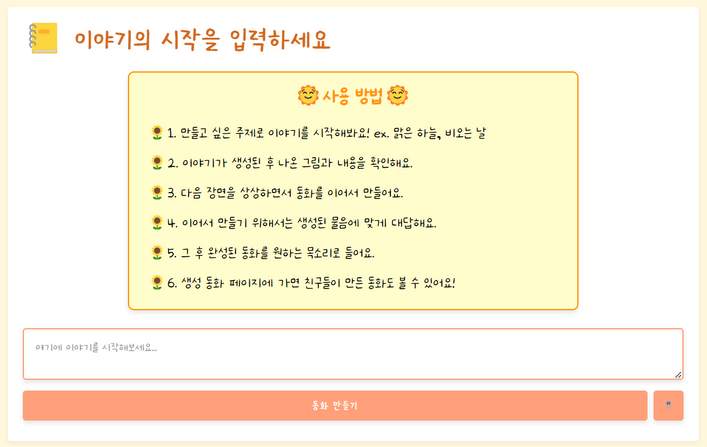 이야기의 시작을 입력하세요
사용 방법
1. 만들고 싶은 주제로 이야기를 시작해봐요! ex. 맑은 하늘, 비오는 날
2. 이야기가 생성된 후 나온 그림과 내용을 확인해요.
3. 다음 장면을 상상하면서 동화를 이어서 만들어요.
4. 이어서 만들기 위해서는 생성된 물음에 맞게 대답해요.
5. 그 후 완성된 동화를 원하는 목소리로 들어요.
6. 생성 동화 페이지에 가면 친구들이 만든 동화도 볼 수 있어요!
여기에 이야기를 시작해보세요...
동화 만들기